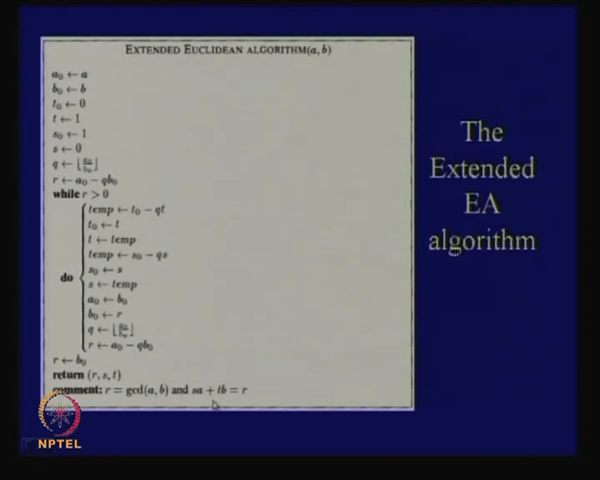 EXTENDED EUCLIDEAN ALGORITHM(a, b)
a₀ ← a
b₀ ← b
t₀ ← 0
t ← 1
s₀ ← 1
s ← 0
q ← ⌊a₀/b₀⌋
r ← a₀ − qb₀
while r > 0
temp ← t₀ − qt
t₀ ← t
t ← temp
temp ← s₀ − qs
s₀ ← s
do
s ← temp
a₀ ← b₀
b₀ ← r
q ← ⌊a₀/b₀⌋
r ← a₀ − qb₀
r ← b₀
return (r, s, t)
comment: r = gcd(a, b) and sa + tb = r
The
Extended
EA
algorithm
NPTEL